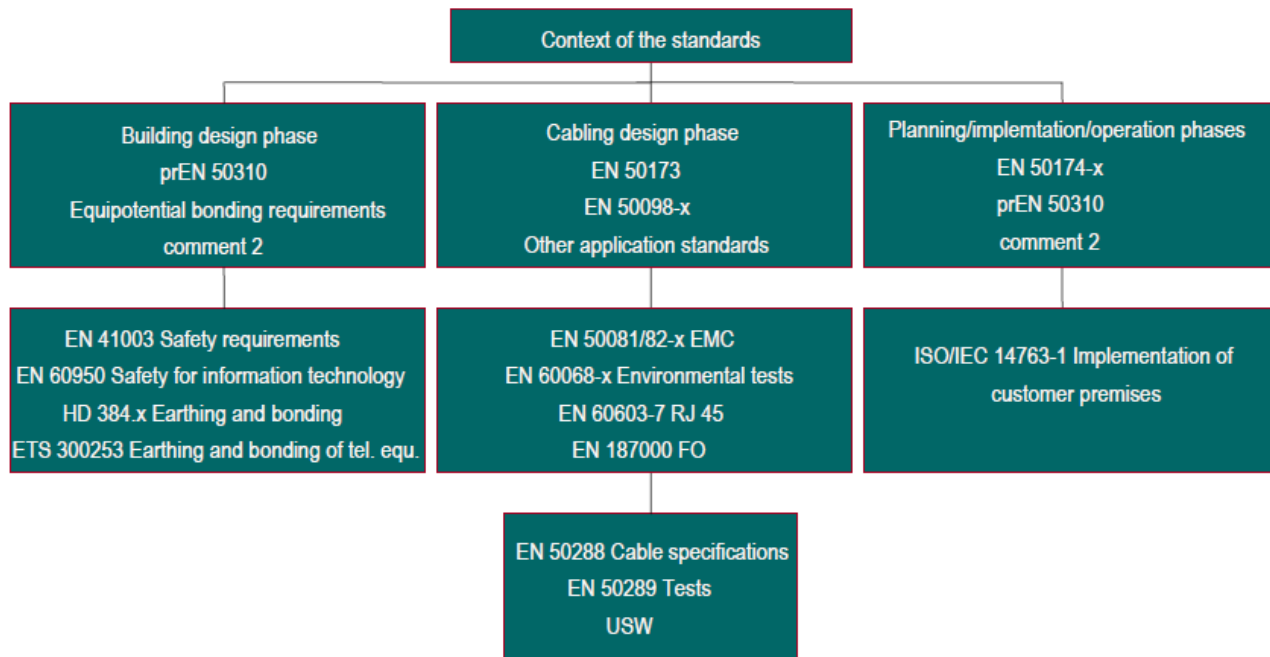 Context of the standards
Building design phase
prEN 50310
Equipotential bonding requirements
comment 2
Cabling design phase
EN 50173
EN 50098-x
Other application standards
Planning/implemtation/operation phases
EN 50174-x
prEN 50310
comment 2
EN 41003 Safety requirements
EN 60950 Safety for information technology
HD 384.x Earthing and bonding
ETS 300253 Earthing and bonding of tel. equ.
EN 50081/82-x EMC
EN 60068-x Environmental tests
EN 60603-7 RJ 45
EN 187000 FO
ISO/IEC 14763-1 Implementation of
customer premises
EN 50288 Cable specifications
EN 50289 Tests
USW